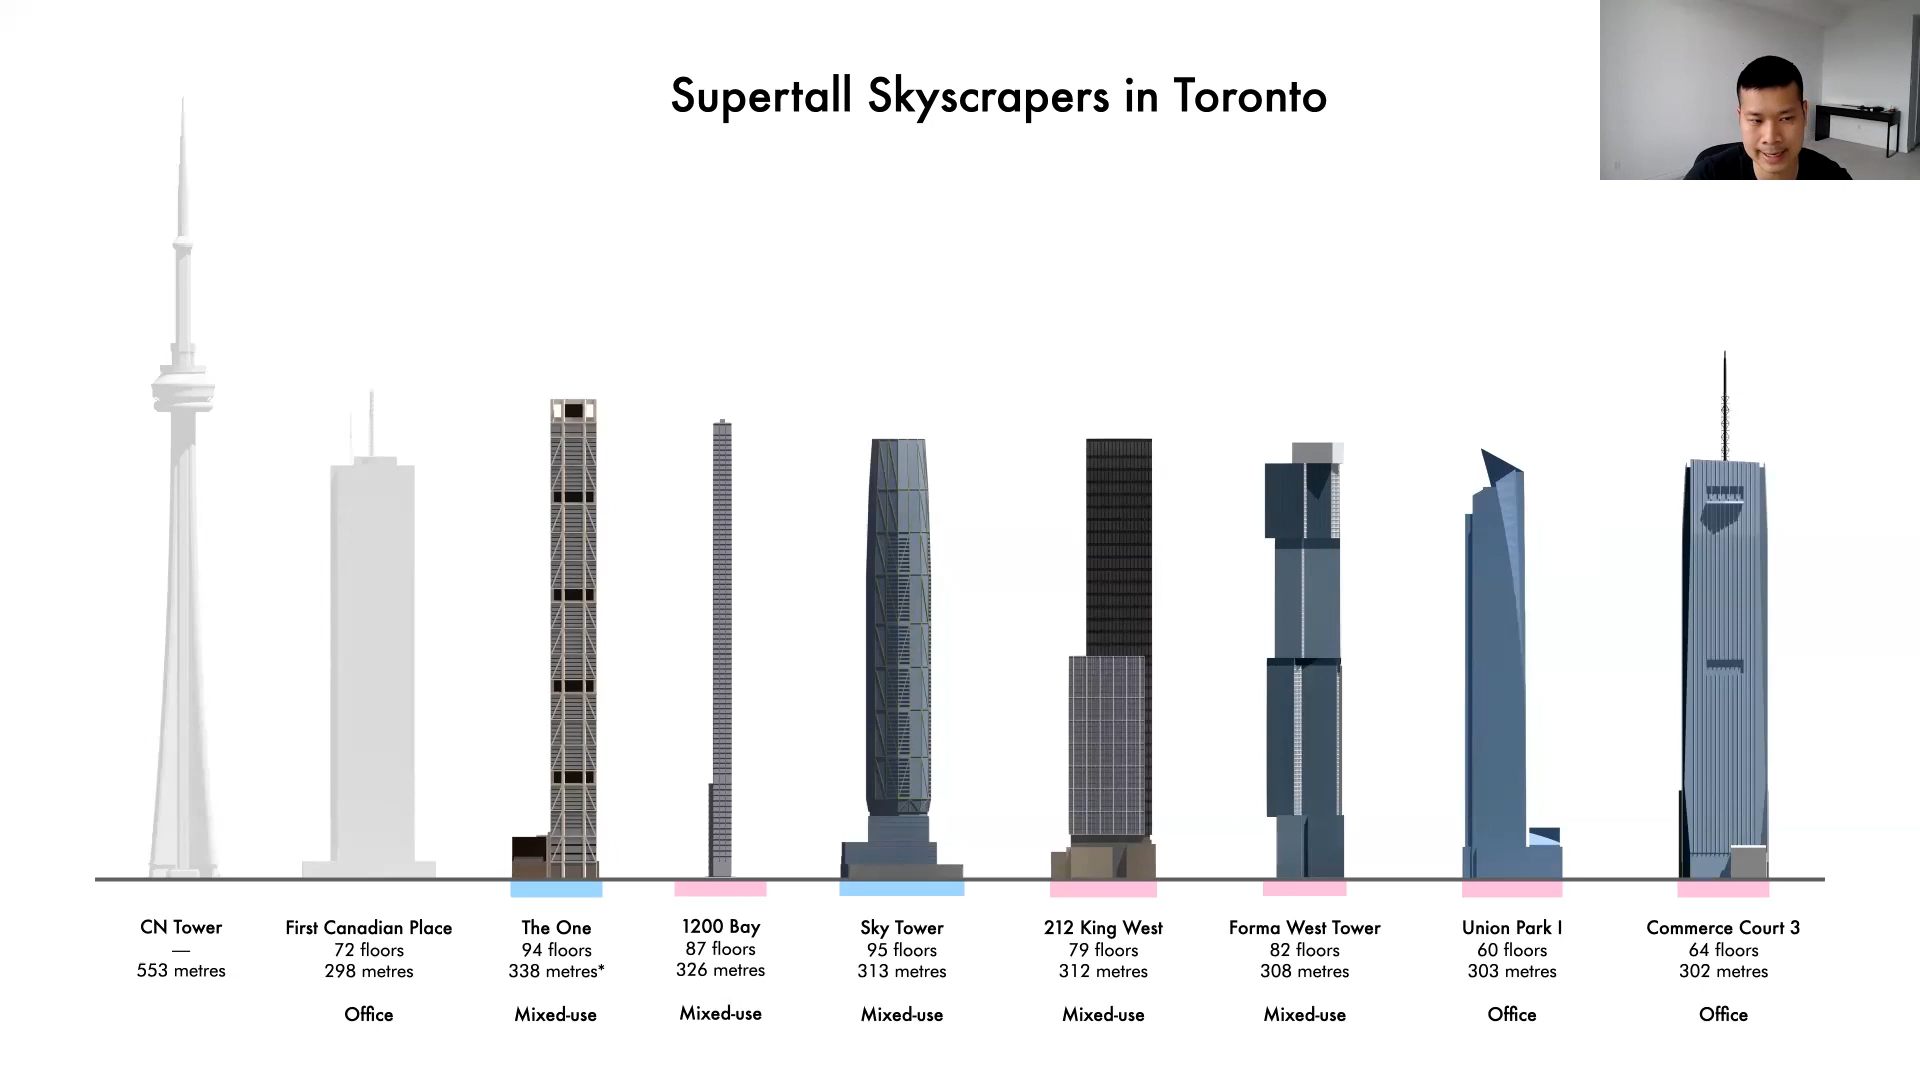 Supertall Skyscrapers in Toronto
CN Tower
—
553 metres
First Canadian Place
72 floors
298 metres
Office
The One
94 floors
338 metres*
Mixed-use
1200 Bay
87 floors
326 metres
Mixed-use
Sky Tower
95 floors
313 metres
Mixed-use
212 King West
79 floors
312 metres
Mixed-use
Forma West Tower
82 floors
308 metres
Mixed-use
Union Park I
60 floors
303 metres
Office
Commerce Court 3
64 floors
302 metres
Office